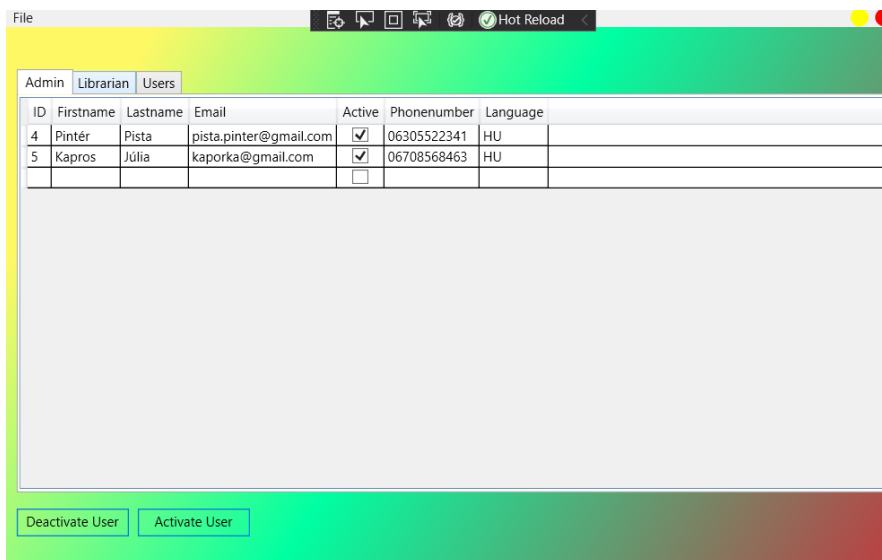 File Hot Reload
Admin Librarian Users
ID Firstname Lastname Email Active Phonenumber Language
4 Pintér Pista pista.pinter@gmail.com 06305522341 HU
5 Kapros Júlia kaporka@gmail.com 06708568463 HU
Deactivate User Activate User